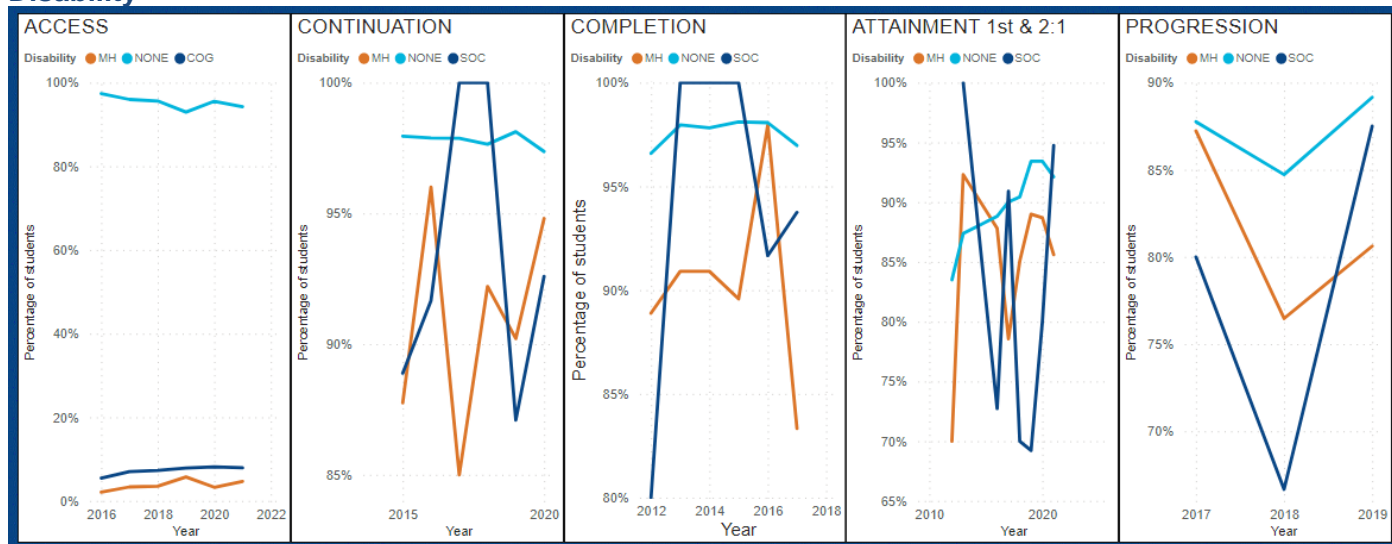 Disability
ACCESS
Disability MH NONE COG
100%
80%
60%
40%
20%
0%
Percentage of students
2016 2018 2020 2022
Year
CONTINUATION
Disability MH NONE SOC
100%
95%
90%
85%
Percentage of students
2015 2020
Year
COMPLETION
Disability MH NONE SOC
100%
95%
90%
85%
80%
Percentage of students
2012 2014 2016 2018
Year
ATTAINMENT 1st & 2:1
Disability MH NONE SOC
100%
95%
90%
85%
80%
75%
70%
65%
Percentage of students
2010 2020
Year
PROGRESSION
Disability MH NONE SOC
90%
85%
80%
75%
70%
Percentage of students
2017 2018 2019
Year